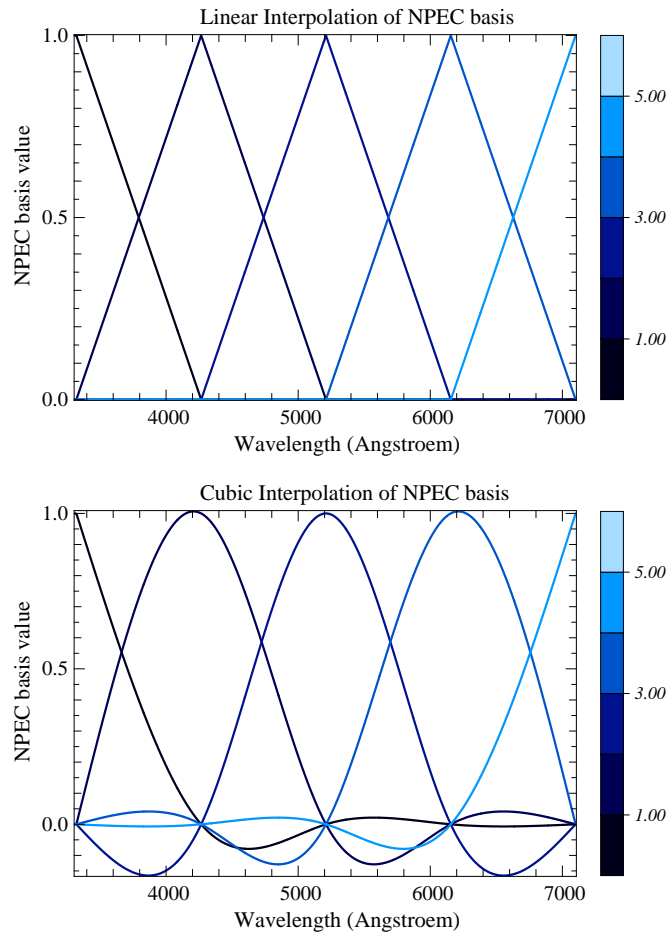 Linear Interpolation of NPEC basis
1.0
0.5
0.0
NPEC basis value
4000 5000 6000 7000
Wavelength (Angstroem)
5.00
3.00
1.00
Cubic Interpolation of NPEC basis
1.0
0.5
0.0
NPEC basis value
4000 5000 6000 7000
Wavelength (Angstroem)
5.00
3.00
1.00